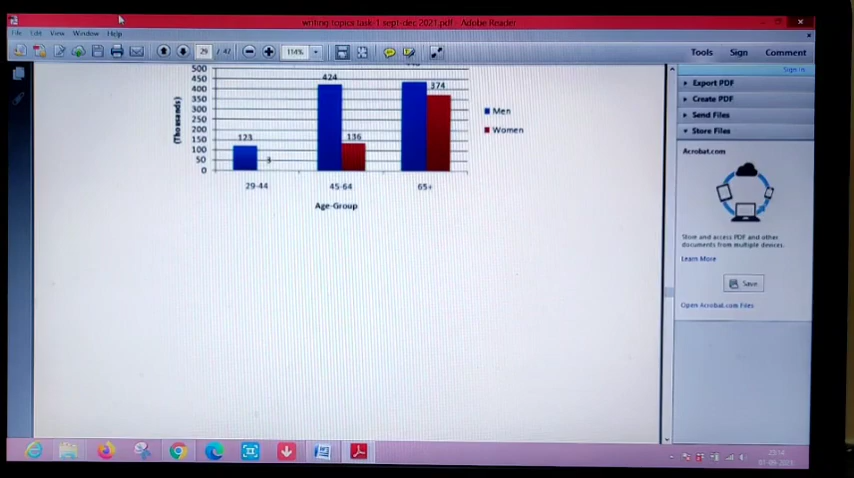 writing topics task-1 sept-dec 2021.pdf - Adobe Reader
File Edit View Window Help
29 / 47
114%
Tools Sign Comment
Sign In
Export PDF
Create PDF
Send Files
Store Files
Acrobat.com
Store and access PDF and other
documents from multiple devices.
Learn More
Save
Open Acrobat.com Files
(Thousands)
500
450
400
350
300
250
200
150
100
50
0
123
3
424
136
374
Men
Women
29-44
45-64
65+
Age-Group
23:14